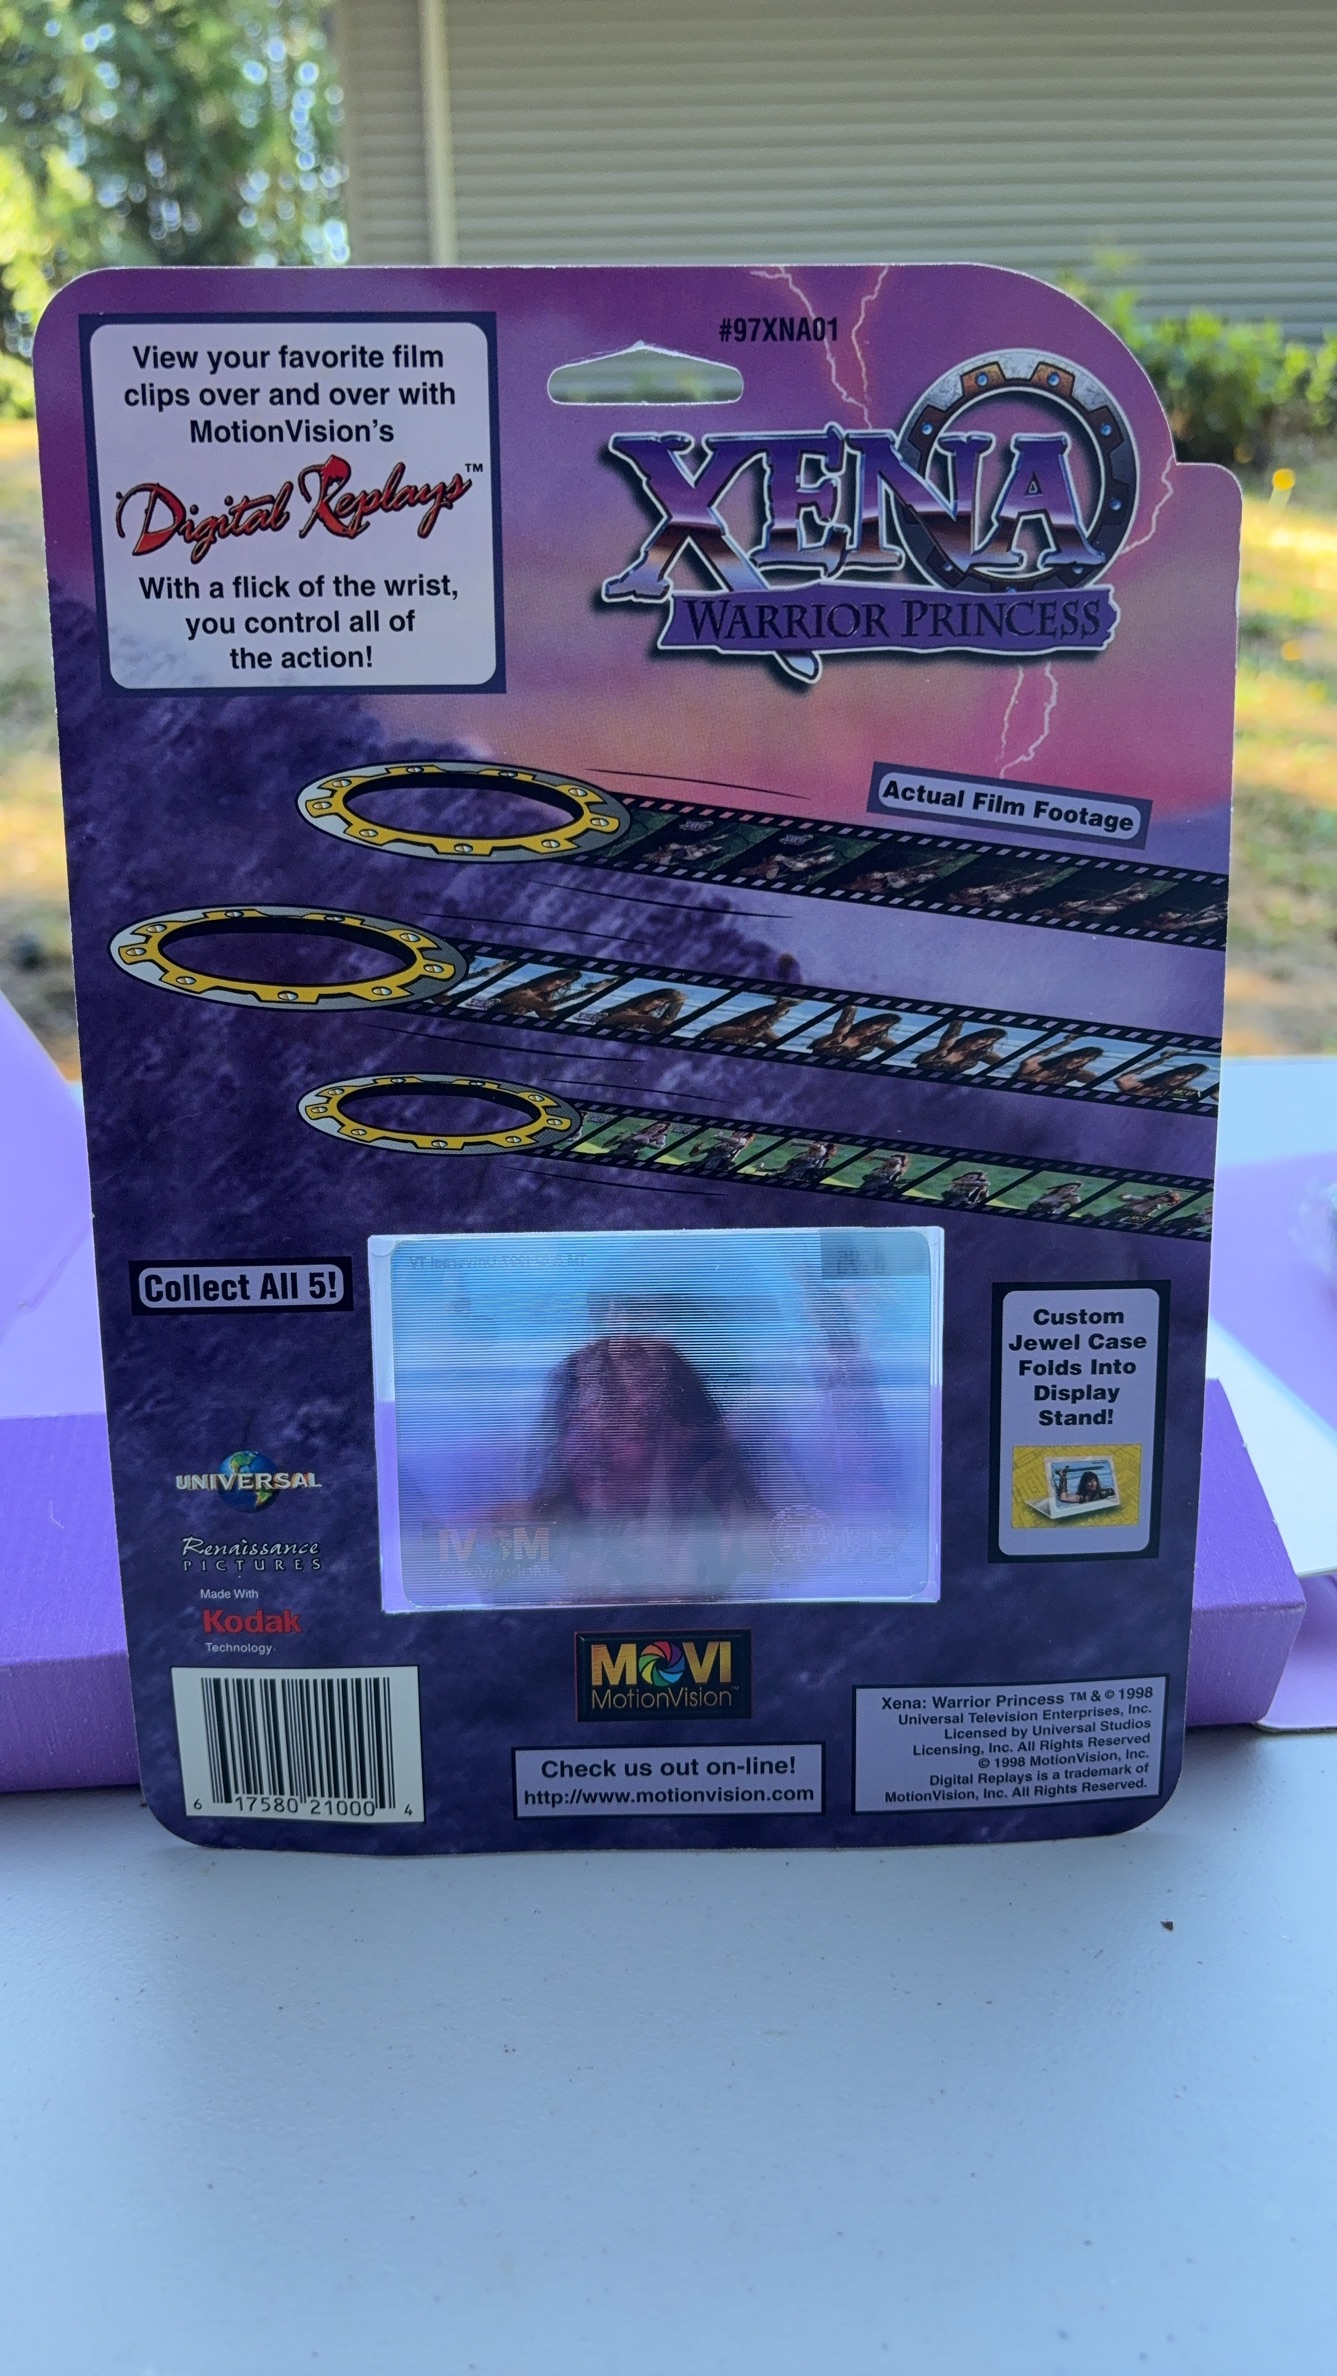 #97XNA01
View your favorite film
clips over and over with
MotionVision's
Digital Replays™
With a flick of the wrist,
you control all of
the action!
XENA
WARRIOR PRINCESS
Actual Film Footage
Collect All 5!
Custom
Jewel Case
Folds Into
Display
Stand!
UNIVERSAL
Renaissance
PICTURES
Made With
Kodak
Technology
MOVI
MotionVision™
6 17580 21000 4
Check us out on-line!
http://www.motionvision.com
Xena: Warrior Princess TM & © 1998
Universal Television Enterprises, Inc.
Licensed by Universal Studios
Licensing, Inc. All Rights Reserved
© 1998 MotionVision, Inc.
Digital Replays is a trademark of
MotionVision, Inc. All Rights Reserved.